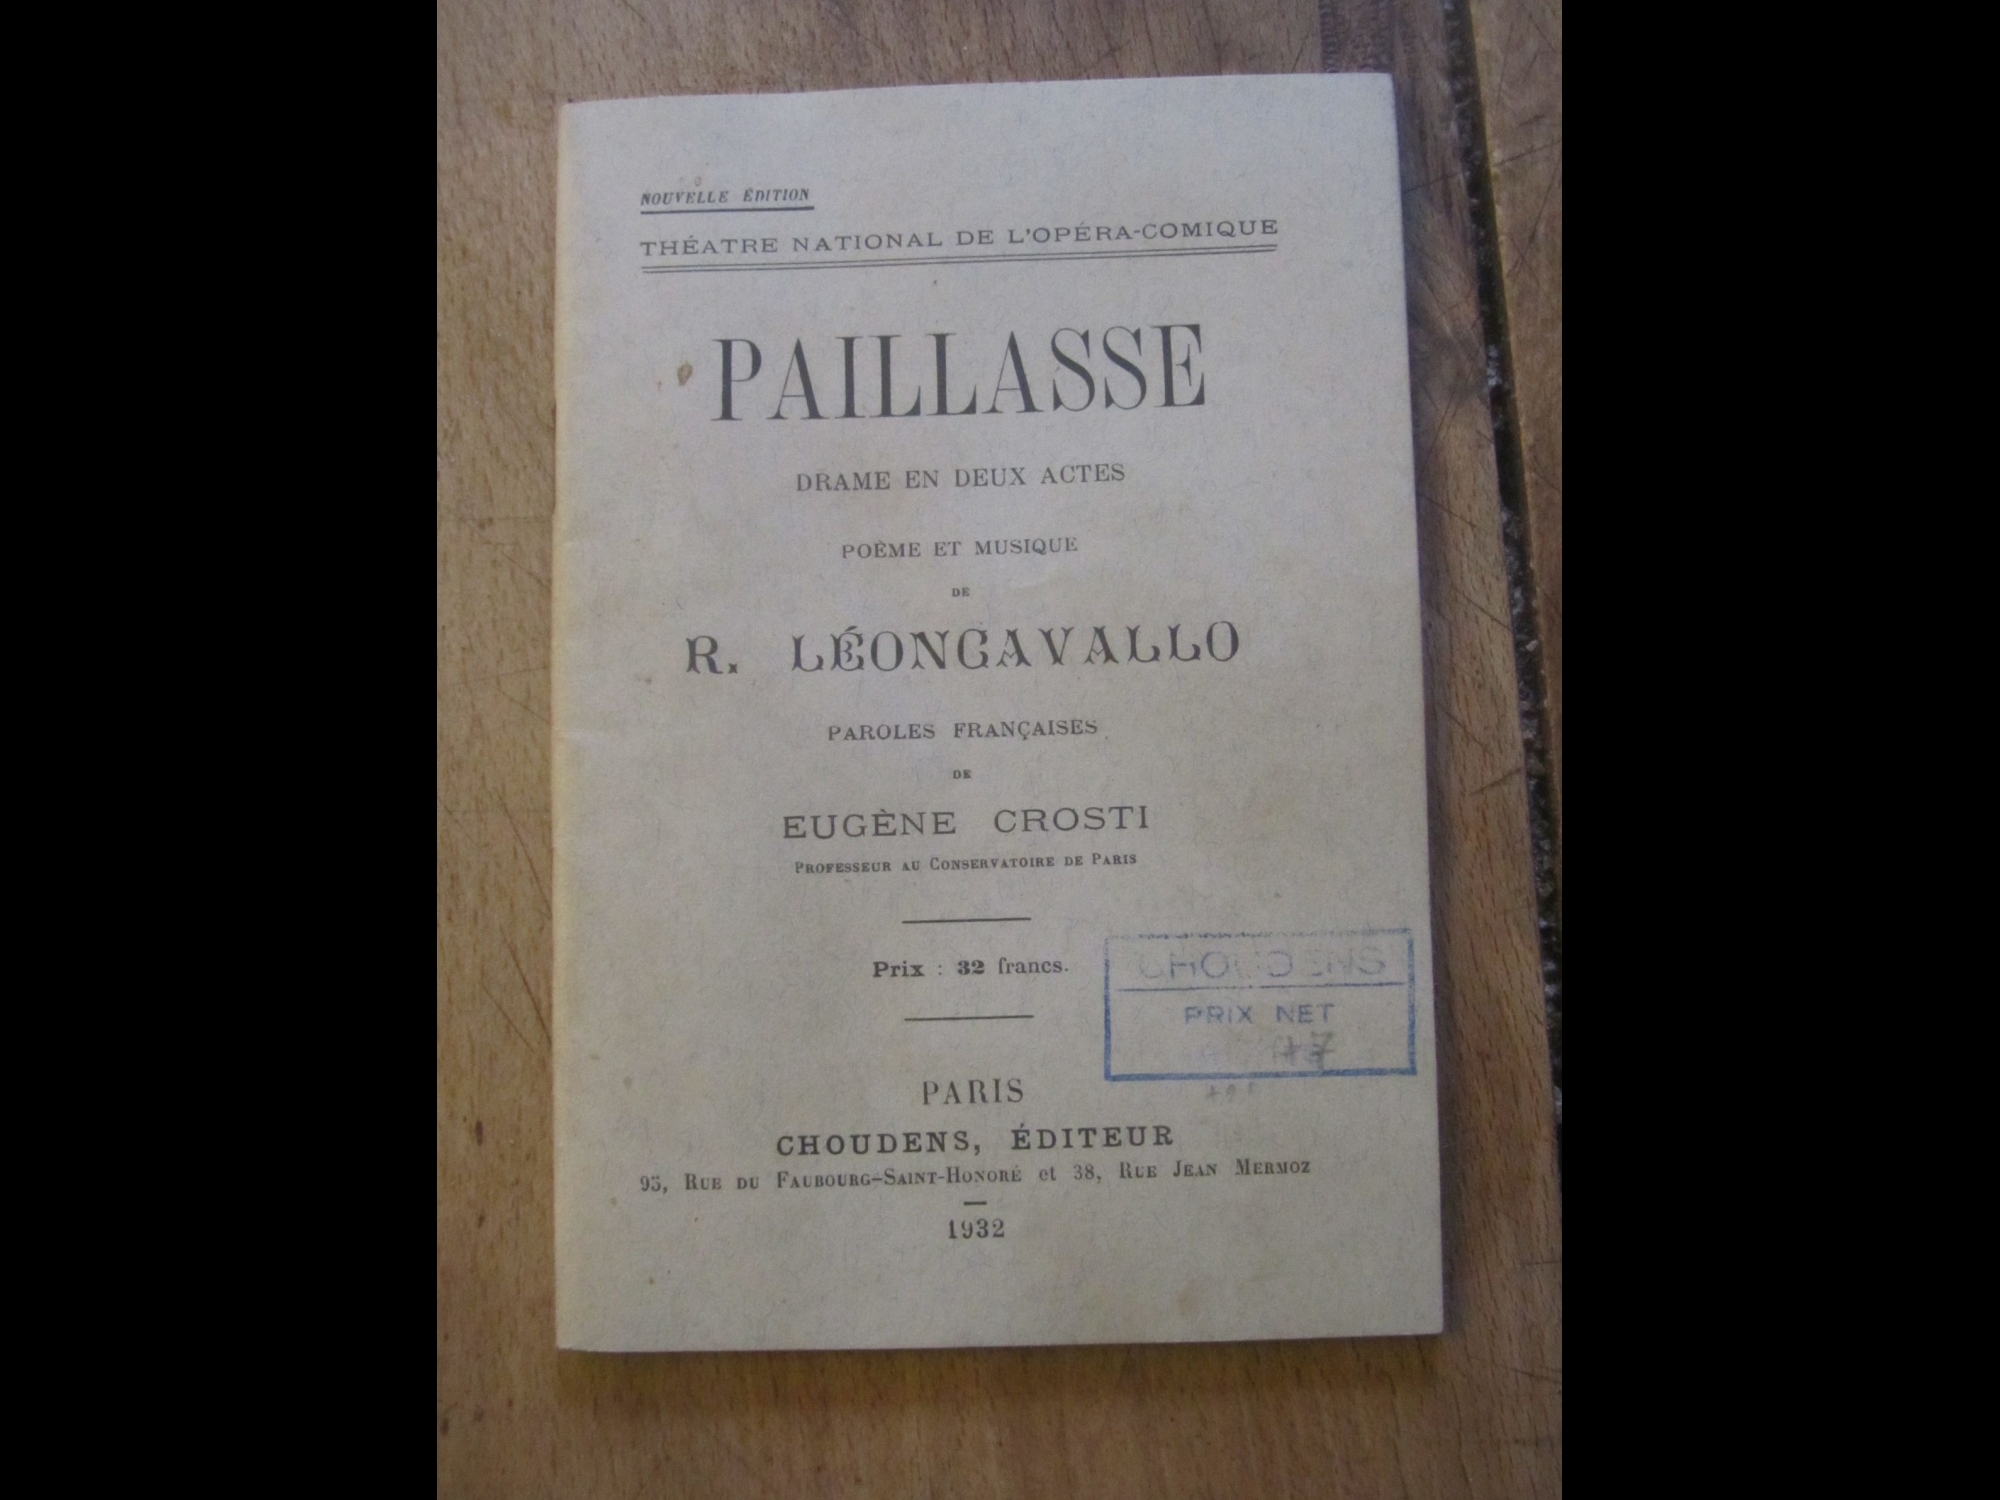 NOUVELLE ÉDITION
THÉATRE NATIONAL DE L'OPÉRA-COMIQUE
PAILLASSE
DRAME EN DEUX ACTES
POÈME ET MUSIQUE
DE
R. LÉONCAVALLO
PAROLES FRANÇAISES
DE
EUGÈNE CROSTI
PROFESSEUR AU CONSERVATOIRE DE PARIS
Prix : 32 francs.
CHOUDENS
PRIX NET
PARIS
CHOUDENS, ÉDITEUR
95, RUE DU FAUBOURG-SAINT-HONORÉ et 38, RUE JEAN MERMOZ
1932